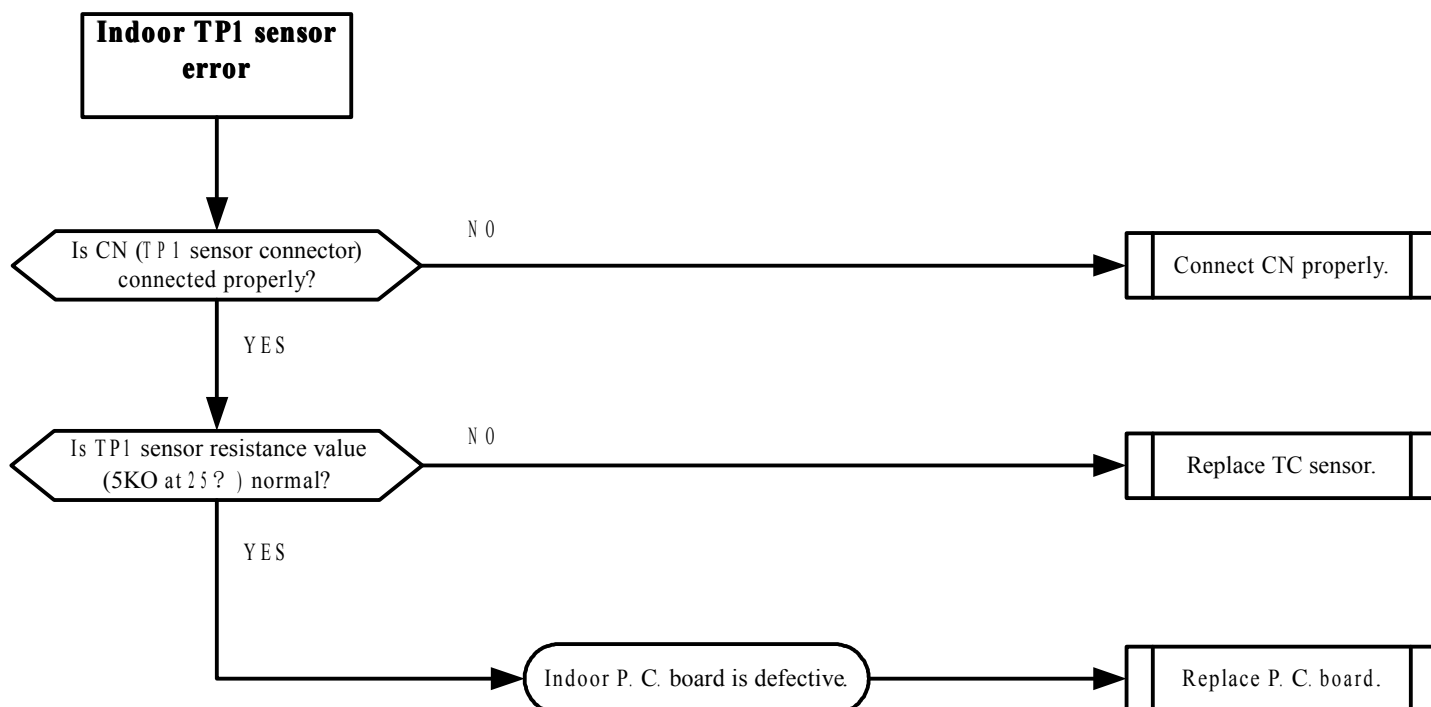 Indoor TP1 sensor
error
NO
Is CN (TP1 sensor connector)
connected properly?
Connect CN properly.
YES
NO
Is TP1 sensor resistance value
(5KO at 25? ) normal?
Replace TC sensor.
YES
Indoor P. C. board is defective.
Replace P. C. board.